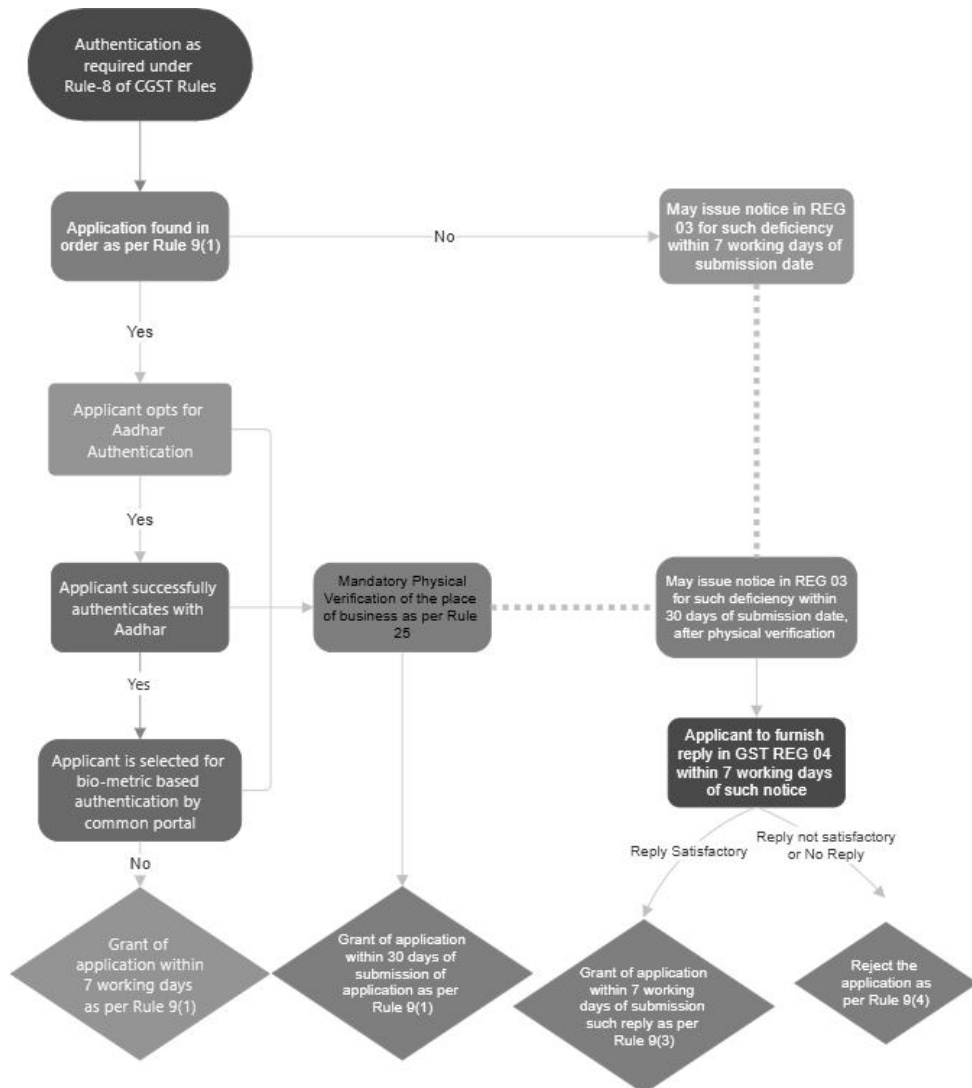 Authentication as
required under
Rule-8 of CGST Rules
Application found in
order as per Rule 9(1)
No
May issue notice in REG
03 for such deficiency
within 7 working days of
submission date
Yes
Applicant opts for
Aadhar
Authentication
Yes
Applicant successfully
authenticates with
Aadhar
Mandatory Physical
Verification of the place
of business as per Rule
25
May issue notice in REG 03
for such deficiency within
30 days of submission date,
after physical verification
Yes
Applicant is selected for
bio-metric based
authentication by
common portal
Applicant to furnish
reply in GST REG 04
within 7 working days
of such notice
No
Reply Satisfactory
Reply not satisfactory
or No Reply
Grant of
application within
7 working days
as per Rule 9(1)
Grant of application
within 30 days of
submission of
application as per
Rule 9(1)
Grant of application
within 7 working
days of submission
such reply as per
Rule 9(3)
Reject the
application as
per Rule 9(4)